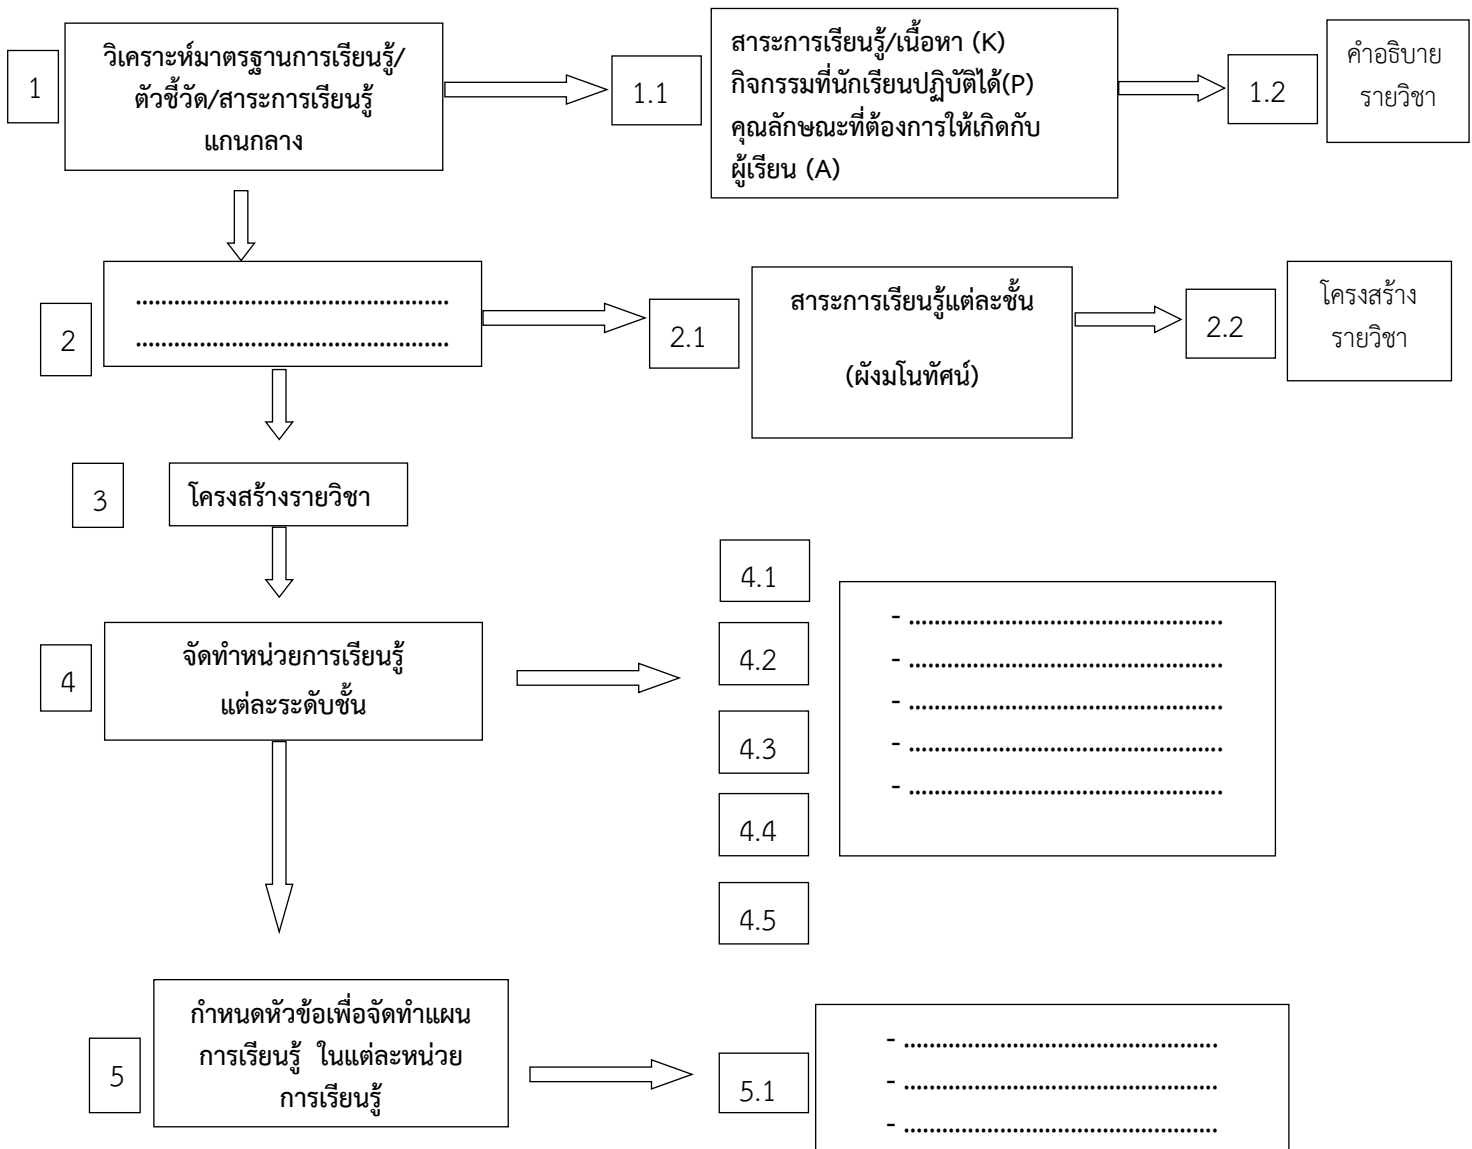 1
วิเคราะห์มาตรฐานการเรียนรู้/
ตัวชี้วัด/สาระการเรียนรู้
แกนกลาง
1.1
สาระการเรียนรู้/เนื้อหา (K)
กิจกรรมที่นักเรียนปฏิบัติได้(P)
คุณลักษณะที่ต้องการให้เกิดกับ
ผู้เรียน (A)
1.2
คำอธิบาย
รายวิชา
2
.................................................
.................................................
2.1
สาระการเรียนรู้แต่ละชั้น
(ผังมโนทัศน์)
2.2
โครงสร้าง
รายวิชา
3
โครงสร้างรายวิชา
4
จัดทำหน่วยการเรียนรู้
แต่ละระดับชั้น
4.1
4.2
4.3
4.4
4.5
- .................................................
- .................................................
- .................................................
- .................................................
- .................................................
5
กำหนดหัวข้อเพื่อจัดทำแผน
การเรียนรู้ ในแต่ละหน่วย
การเรียนรู้
5.1
- .................................................
- .................................................
- .................................................